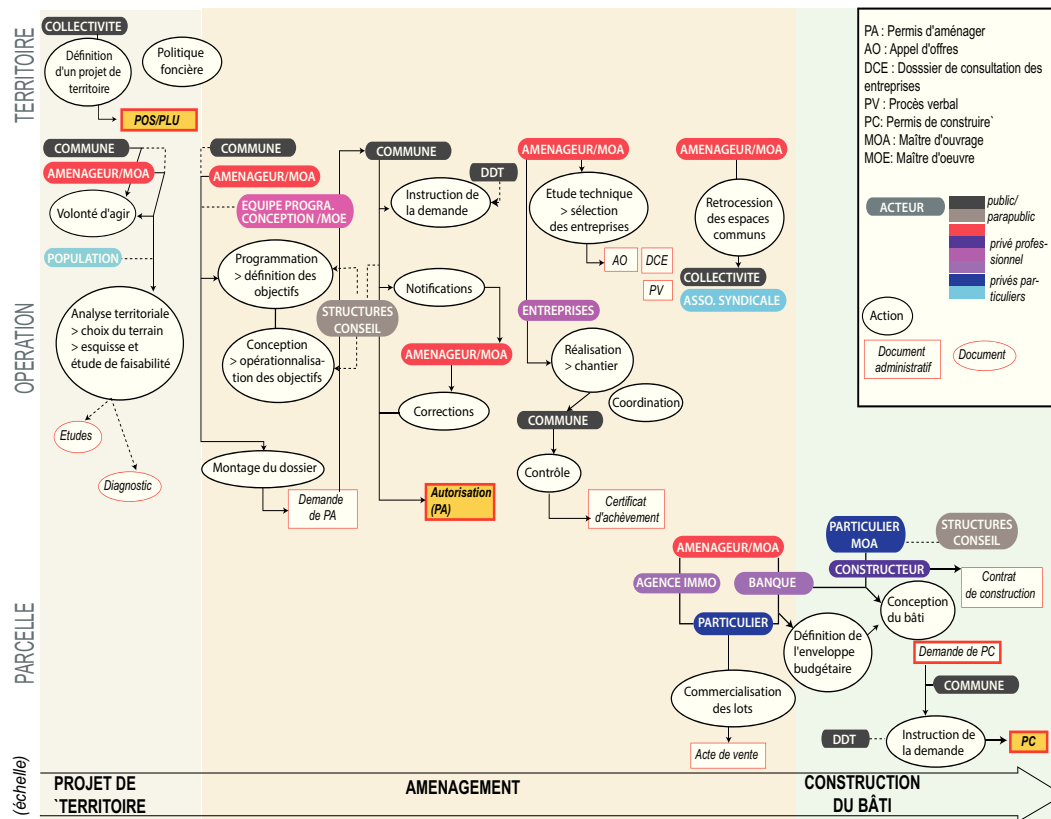 TERRITOIRE
OPERATION
PARCELLE
(échelle)
COLLECTIVITE
Définition
d'un projet de
territoire
Politique
foncière
POS/PLU
COMMUNE
AMENAGEUR/MOA
Volonté d'agir
POPULATION
Analyse territoriale
> choix du terrain
> esquisse et
étude de faisabilité
Etudes
Diagnostic
COMMUNE
AMENAGEUR/MOA
EQUIPE PROGRA.
CONCEPTION /MOE
Programmation
> définition des
objectifs
Conception
> opérationnalisa-
tion des objectifs
STRUCTURES
CONSEIL
Montage du dossier
Demande
de PA
COMMUNE
DDT
Instruction de
la demande
Notifications
AMENAGEUR/MOA
Corrections
Autorisation
(PA)
AMENAGEUR/MOA
Etude technique
> sélection
des entreprises
AO
DCE
PV
ENTREPRISES
Réalisation
> chantier
Coordination
COMMUNE
Contrôle
Certificat
d'achèvement
AMENAGEUR/MOA
Retrocession
des espaces
communs
COLLECTIVITE
ASSO. SYNDICALE
AMENAGEUR/MOA
AGENCE IMMO
BANQUE
PARTICULIER
Commercialisation
des lots
Acte de vente
Définition de
l'enveloppe
budgétaire
PARTICULIER
MOA
STRUCTURES
CONSEIL
CONSTRUCTEUR
Contrat
de construction
Conception
du bâti
Demande de PC
COMMUNE
DDT
Instruction de
la demande
PC
PA : Permis d'aménager
AO : Appel d'offres
DCE : Dosssier de consultation des
entreprises
PV : Procès verbal
PC: Permis de construire`
MOA : Maître d'ouvrage
MOE: Maître d'oeuvre
ACTEUR
public/
parapublic
privé profe-
ssionnel
privés par-
ticuliers
Action
Document
administratif
Document
PROJET DE
`TERRITOIRE
AMENAGEMENT
CONSTRUCTION
DU BÂTI